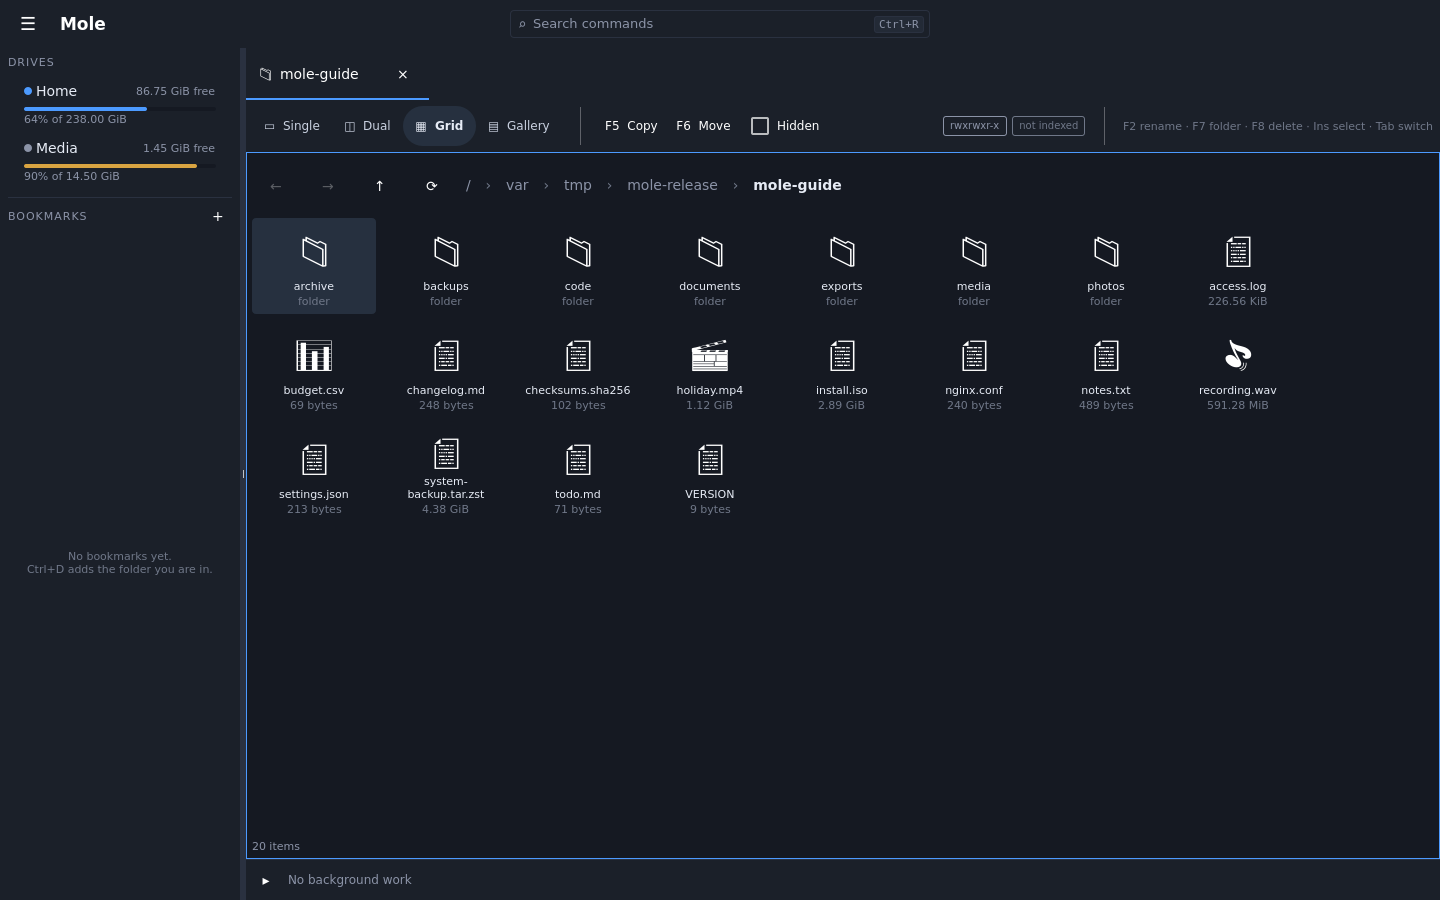 ☰ Mole
Search commands Ctrl+R
DRIVES
Home 86.75 GiB free
64% of 238.00 GiB
Media 1.45 GiB free
90% of 14.50 GiB
BOOKMARKS +
No bookmarks yet.
Ctrl+D adds the folder you are in.
mole-guide ×
Single Dual Grid Gallery F5 Copy F6 Move Hidden rwxrwxr-x not indexed F2 rename · F7 folder · F8 delete · Ins select · Tab switch
← → ↑ ⟳ / › var › tmp › mole-release › mole-guide
archive backups code documents exports media photos access.log
folder folder folder folder folder folder folder 226.56 KiB
budget.csv changelog.md checksums.sha256 holiday.mp4 install.iso nginx.conf notes.txt recording.wav
69 bytes 248 bytes 102 bytes 1.12 GiB 2.89 GiB 240 bytes 489 bytes 591.28 MiB
system-
settings.json backup.tar.zst todo.md VERSION
213 bytes 4.38 GiB 71 bytes 9 bytes
20 items
▶ No background work